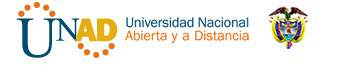 UNAD
Universidad Nacional
Abierta y a Distancia